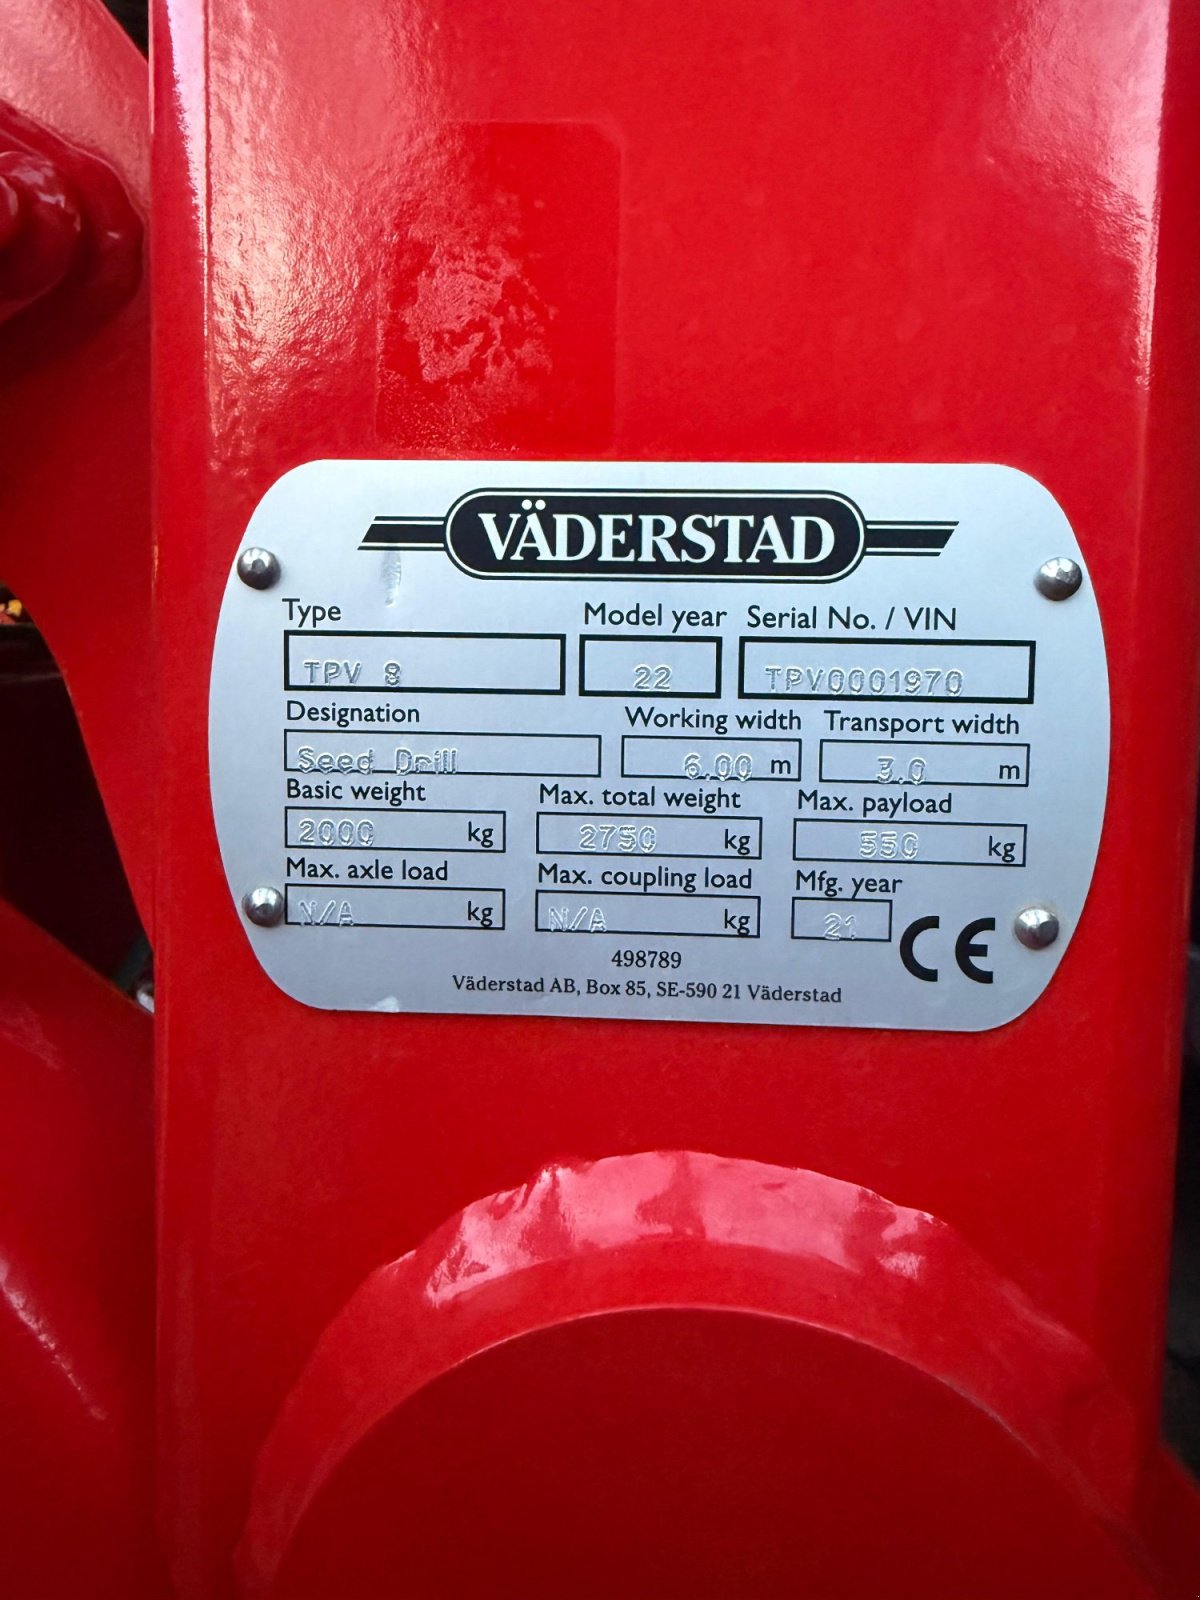 VÄDERSTAD
Type Model year Serial No. / VIN
TPV 8 22 TPV0001970
Designation Working width Transport width
Seed Drill 6.00 m 3.0 m
Basic weight Max. total weight Max. payload
2000 kg 2750 kg 550 kg
Max. axle load Max. coupling load Mfg. year
N/A kg N/A kg 21 CE
498789
Väderstad AB, Box 85, SE-590 21 Väderstad